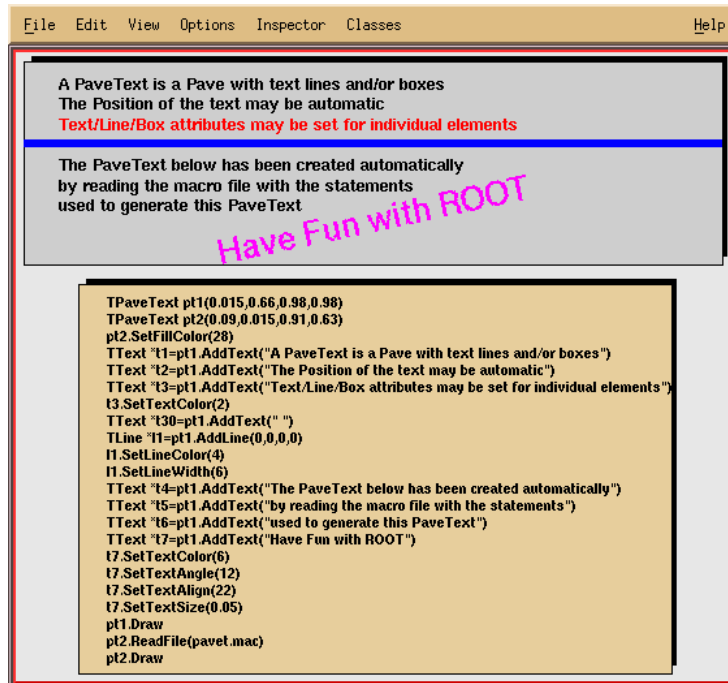 File Edit View Options Inspector Classes Help
A PaveText is a Pave with text lines and/or boxes
The Position of the text may be automatic
Text/Line/Box attributes may be set for individual elements
The PaveText below has been created automatically
by reading the macro file with the statements
used to generate this PaveText
Have Fun with ROOT
TPaveText pt1(0.015,0.66,0.98,0.98)
TPaveText pt2(0.09,0.015,0.91,0.63)
pt2.SetFillColor(28)
TText *t1=pt1.AddText("A PaveText is a Pave with text lines and/or boxes")
TText *t2=pt1.AddText("The Position of the text may be automatic")
TText *t3=pt1.AddText("Text/Line/Box attributes may be set for individual elements")
t3.SetTextColor(2)
TText *t30=pt1.AddText(" ")
TLine *l1=pt1.AddLine(0,0,0,0)
l1.SetLineColor(4)
l1.SetLineWidth(6)
TText *t4=pt1.AddText("The PaveText below has been created automatically")
TText *t5=pt1.AddText("by reading the macro file with the statements")
TText *t6=pt1.AddText("used to generate this PaveText")
TText *t7=pt1.AddText("Have Fun with ROOT")
t7.SetTextColor(6)
t7.SetTextAngle(12)
t7.SetTextAlign(22)
t7.SetTextSize(0.05)
pt1.Draw
pt2.ReadFile(pavet.mac)
pt2.Draw